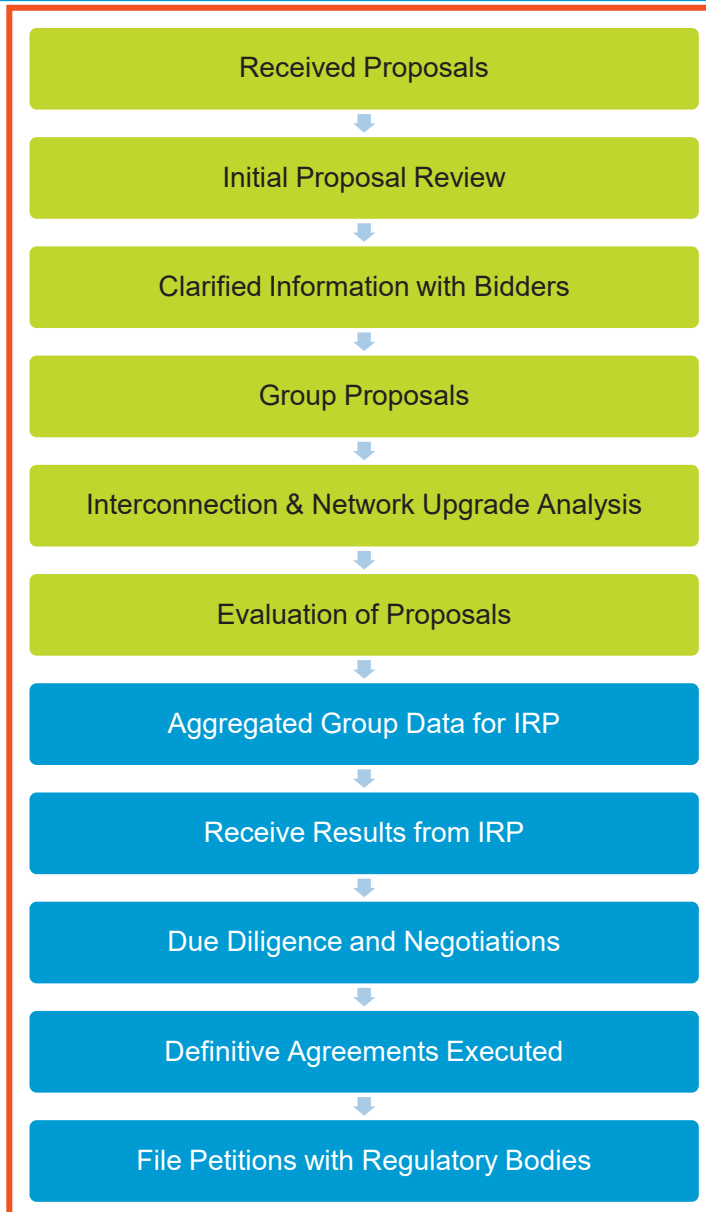 Received Proposals
Initial Proposal Review
Clarified Information with Bidders
Group Proposals
Interconnection & Network Upgrade Analysis
Evaluation of Proposals
Aggregated Group Data for IRP
Receive Results from IRP
Due Diligence and Negotiations
Definitive Agreements Executed
File Petitions with Regulatory Bodies